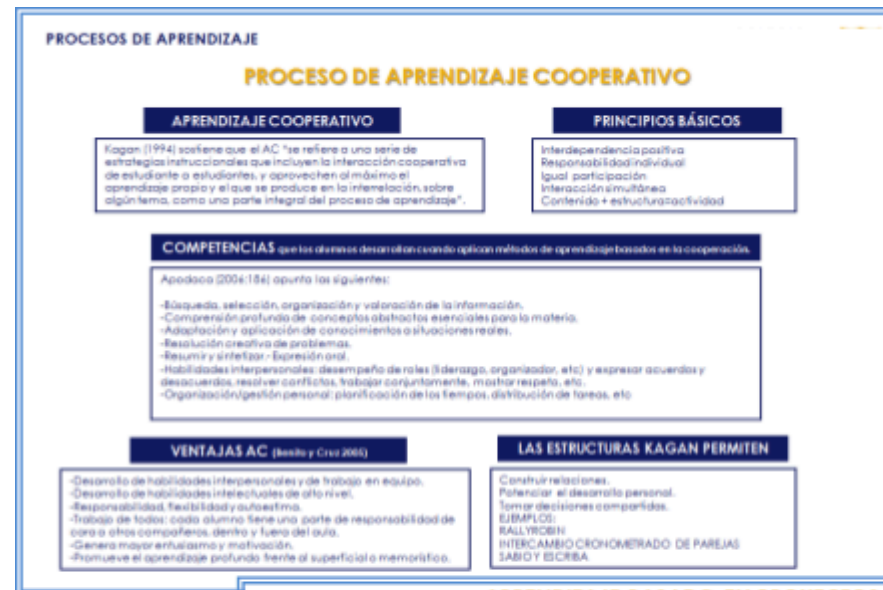 PROCESOS DE APRENDIZAJE
PROCESO DE APRENDIZAJE COOPERATIVO
APRENDIZAJE COOPERATIVO
Kagan (1994) sostiene que el AC "se refiere a una serie de
estrategias instruccionales que incluyen la interacción cooperativa
de estudiante a estudiantes, y aprovechen al máximo el
aprendizaje propio y el que se produce en la interrelación, sobre
algún tema, como una parte integral del proceso de aprendizaje".
PRINCIPIOS BÁSICOS
Interdependencia positiva
Responsabilidad individual
Igual participación
Interacción simultánea
Contenido + estructura=actividad
COMPETENCIAS que los alumnos desarrollan cuando aplican métodos de aprendizaje basados en la cooperación.
Apodaca (2006:186) apunta las siguientes:
-Búsqueda, selección, organización y valoración de la información.
-Comprensión profunda de conceptos abstractos esenciales para la materia.
-Adaptación y aplicación de conocimientos a situaciones reales.
-Resolución creativa de problemas.
-Resumir y sintetizar.- Expresión oral.
-Habilidades interpersonales: desempeño de roles (liderazgo, organizador, etc) y expresar acuerdos y
desacuerdos, resolver conflictos, trabajar conjuntamente, mostrar respeto, etc.
-Organización/gestión personal: planificación de los tiempos, distribución de tareas, etc
VENTAJAS AC (Benito y Cruz 2005)
-Desarrollo de habilidades interpersonales y de trabajo en equipo.
-Desarrollo de habilidades intelectuales de alto nivel.
-Responsabilidad, flexibilidad y autoestima.
-Trabajo de todos: cada alumno tiene una parte de responsabilidad de
cara a otros compañeros, dentro y fuera del aula.
-Genera mayor entusiasmo y motivación.
-Promueve el aprendizaje profundo frente al superficial o memorístico.
LAS ESTRUCTURAS KAGAN PERMITEN
Construir relaciones.
Potenciar el desarrollo personal.
Tomar decisiones compartidas.
EJEMPLOS:
RALLYROBIN
INTERCAMBIO CRONOMETRADO DE PAREJAS
SABIO Y ESCRIBA